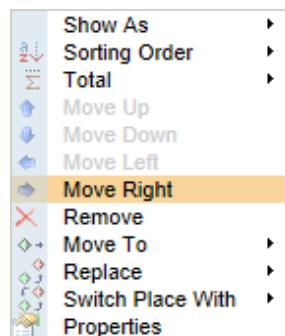 Show As
Sorting Order
Total
Move Up
Move Down
Move Left
Move Right
Remove
Move To
Replace
Switch Place With
Properties